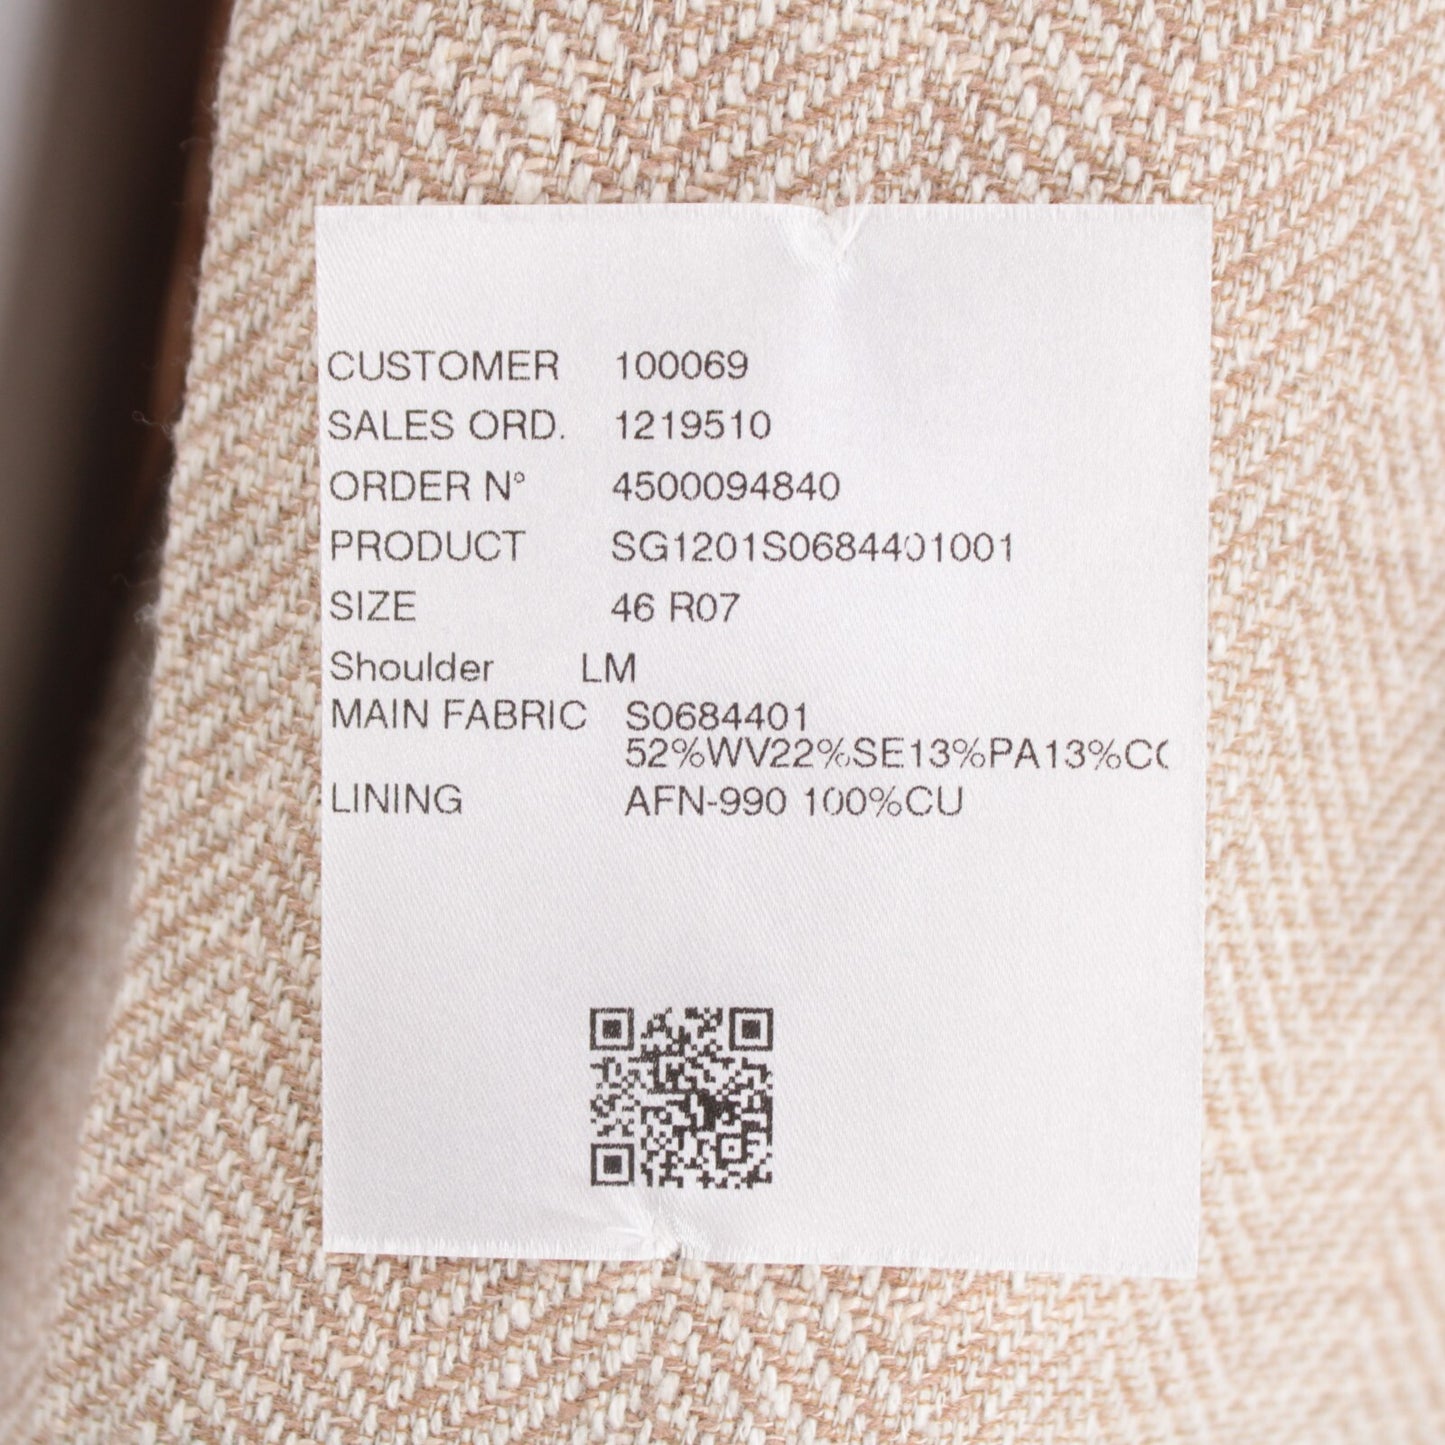 CUSTOMER 100069
SALES ORD. 1219510
ORDER N° 4500094840
PRODUCT SG1201S0684401001
SIZE 46 R07
Shoulder LM
MAIN FABRIC S0684401
52%WV22%SE13%PA13%CO
LINING AFN-990 100%CU